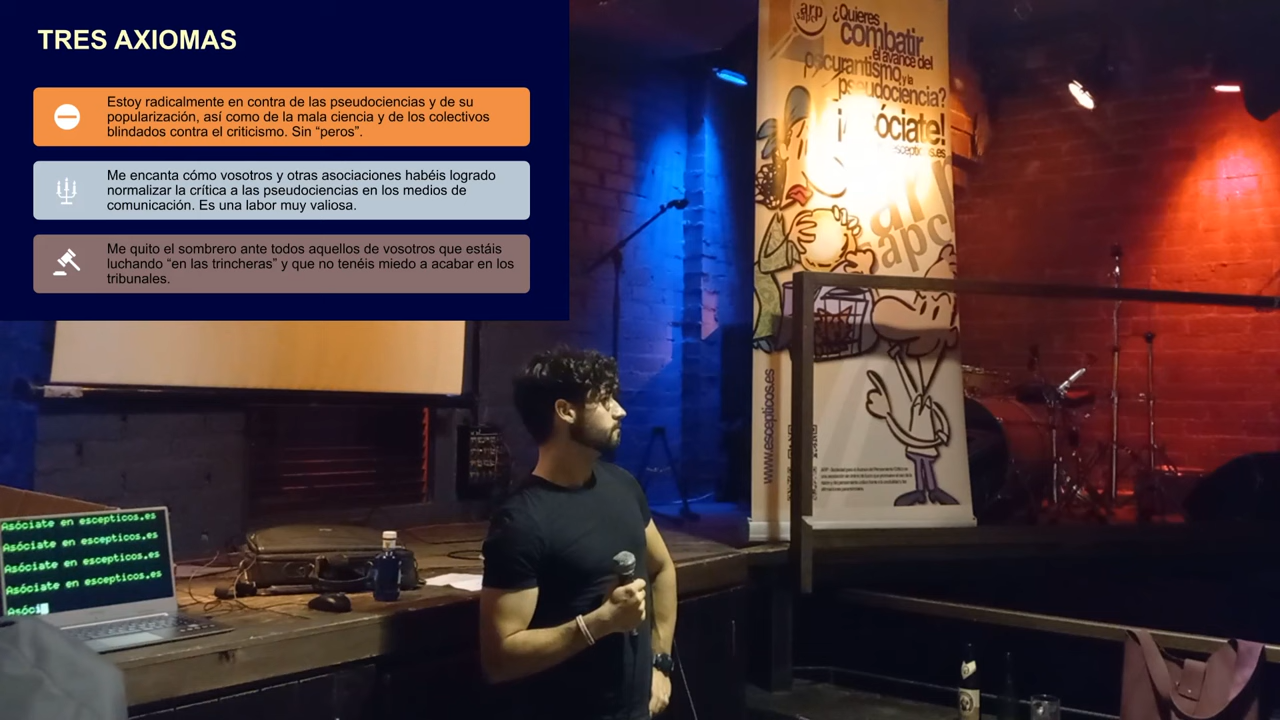 TRES AXIOMAS
Estoy radicalmente en contra de las pseudociencias y de su
popularización, así como de la mala ciencia y de los colectivos
blindados contra el criticismo. Sin “peros”.
Me encanta cómo vosotros y otras asociaciones habéis logrado
normalizar la crítica a las pseudociencias en los medios de
comunicación. Es una labor muy valiosa.
Me quito el sombrero ante todos aquellos de vosotros que estáis
luchando “en las trincheras” y que no tenéis miedo a acabar en los
tribunales.
arp
sapc
¿Quieres
combatir
el avance del
oscurantismo y la
pseudociencia?
¡Asóciate!
escepticos.es
arp
sapc
www.escepticos.es
Asóciate en escepticos.es
Asóciate en escepticos.es
Asóciate en escepticos.es
Asóciate en escepticos.es
Asóci